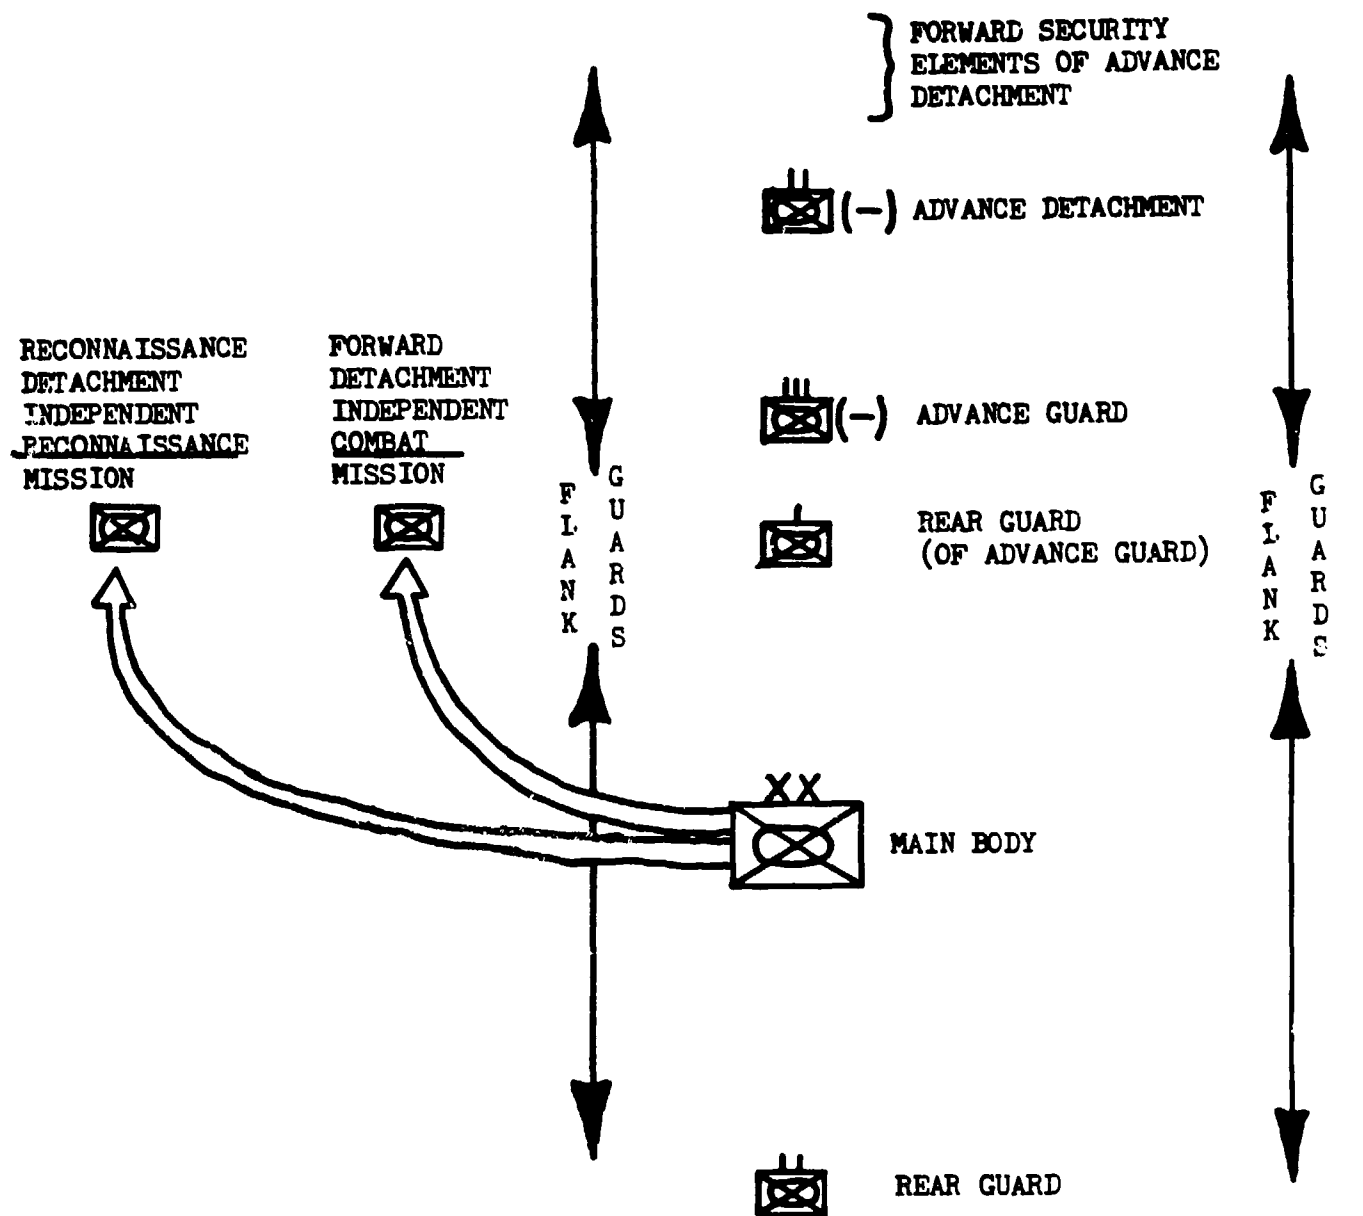 FORWARD SECURITY
ELEMENTS OF ADVANCE
DETACHMENT
(-) ADVANCE DETACHMENT
RECONNAISSANCE
DETACHMENT
INDEPENDENT
RECONNAISSANCE
MISSION
FORWARD
DETACHMENT
INDEPENDENT
COMBAT
MISSION
(-) ADVANCE GUARD
FLANK
GUARDS
REAR GUARD
(OF ADVANCE GUARD)
FLANK
GUARDS
XX
MAIN BODY
REAR GUARD